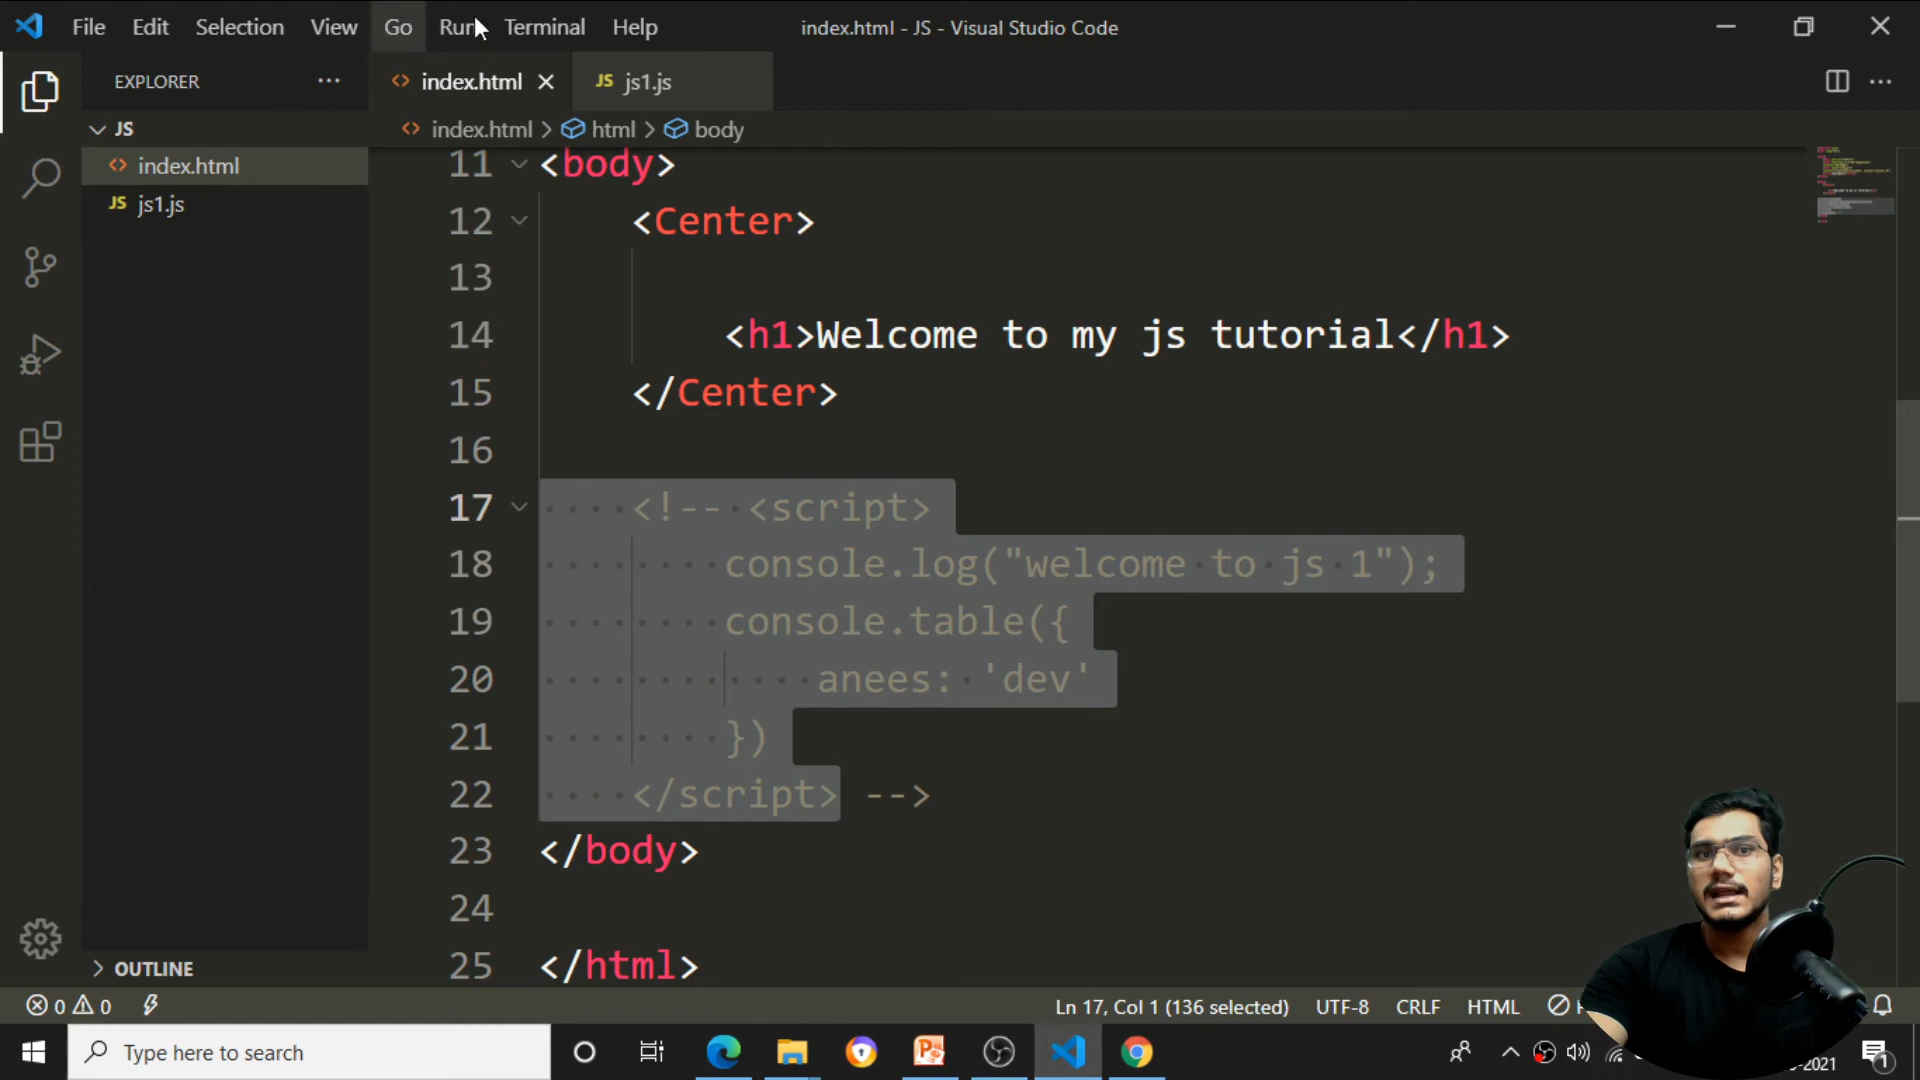 File Edit Selection View Go Run Terminal Help index.html - JS - Visual Studio Code
EXPLORER ··· index.html JS js1.js ···
JS index.html > html > body
index.html
JS js1.js
11 <body>
12 <Center>
13
14 <h1>Welcome to my js tutorial</h1>
15 </Center>
16
17 <!-- <script>
18 console.log("welcome to js 1");
19 console.table({
20 anees: 'dev'
21 })
22 </script> -->
23 </body>
24
25 </html>
OUTLINE
0 0 Ln 17, Col 1 (136 selected) UTF-8 CRLF HTML
Type here to search
-2021
1